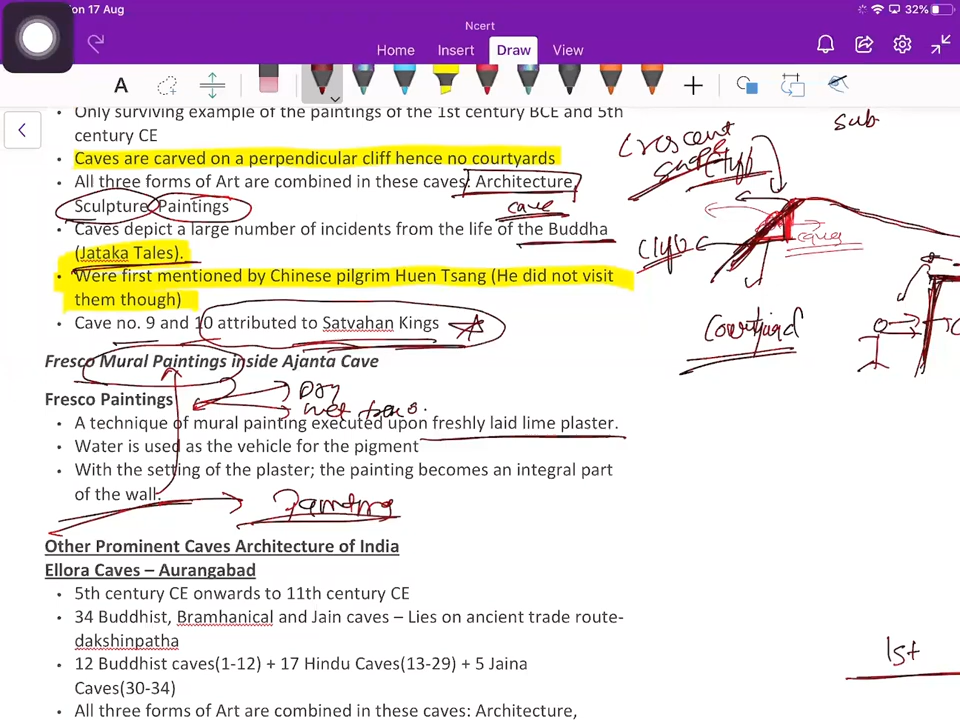 on 17 Aug
32%
Ncert
Home Insert Draw View
A
Only surviving example of the paintings of the 1st century BCE and 5th
century CE
• Caves are carved on a perpendicular cliff hence no courtyards
• All three forms of Art are combined in these caves: Architecture,
Sculpture, Paintings
cave
• Caves depict a large number of incidents from the life of the Buddha
(Jataka Tales).
• Were first mentioned by Chinese pilgrim Huen Tsang (He did not visit
them though)
• Cave no. 9 and 10 attributed to Satvahan Kings
Fresco Mural Paintings inside Ajanta Cave
Dry
Fresco Paintings
wet
• A technique of mural painting executed upon freshly laid lime plaster.
• Water is used as the vehicle for the pigment
• With the setting of the plaster; the painting becomes an integral part
of the wall.
Other Prominent Caves Architecture of India
Ellora Caves – Aurangabad
• 5th century CE onwards to 11th century CE
• 34 Buddhist, Bramhanical and Jain caves – Lies on ancient trade route-
dakshinpatha
• 12 Buddhist caves(1-12) + 17 Hindu Caves(13-29) + 5 Jaina
Caves(30-34)
• All three forms of Art are combined in these caves: Architecture,
Sub
Crescent
Courtyard
1st